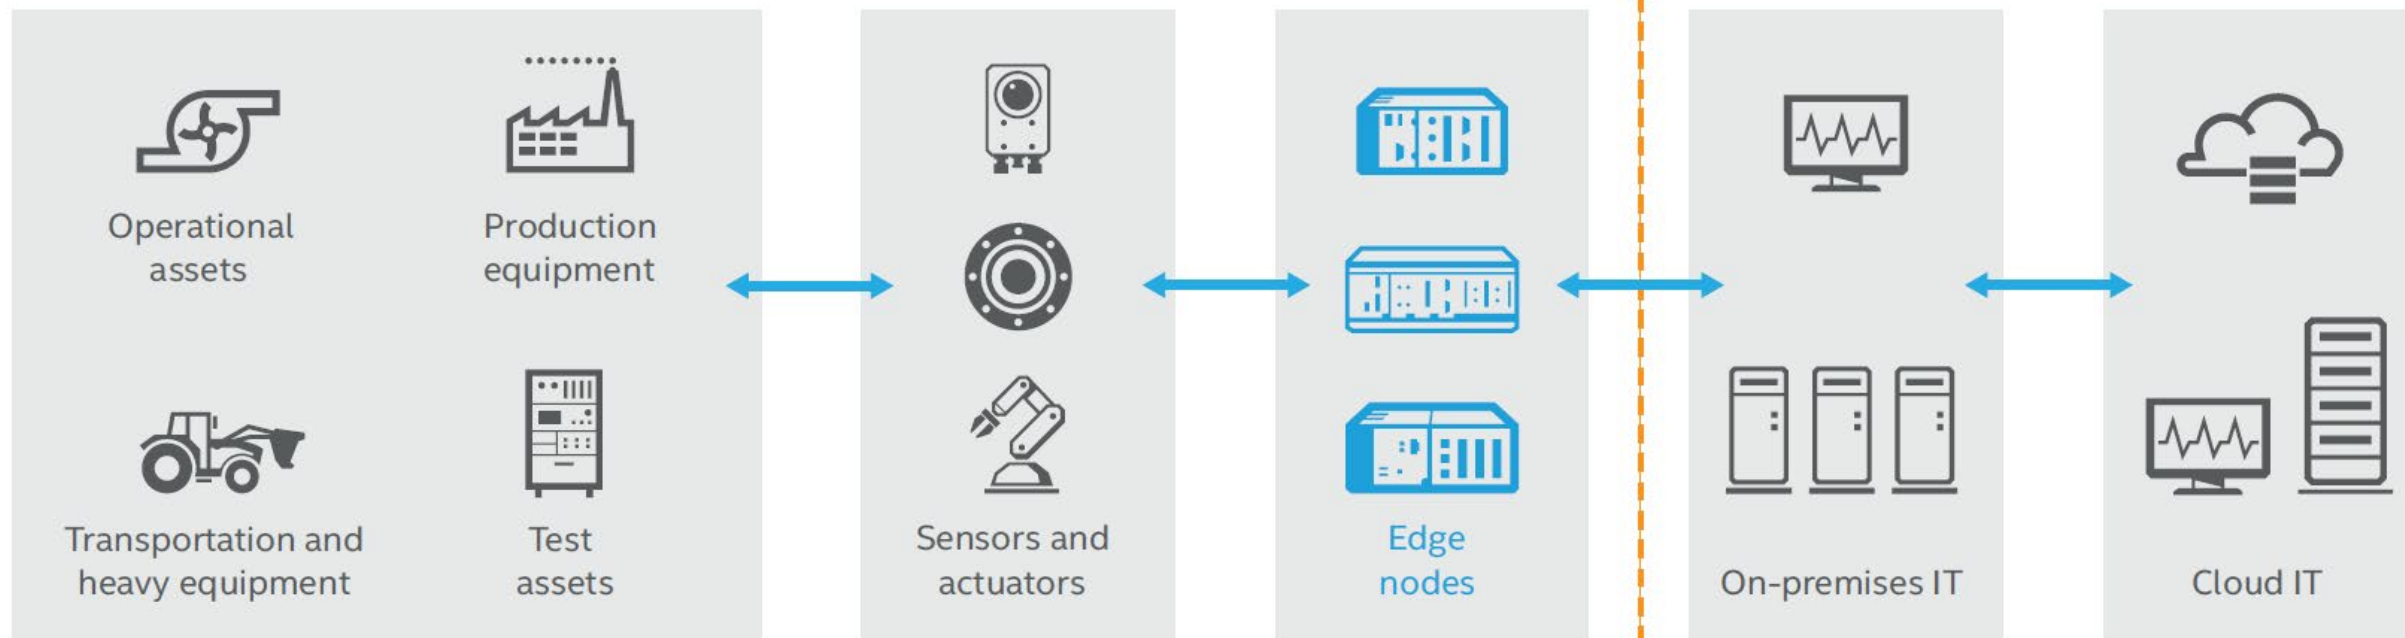 Operational
assets
Production
equipment
Transportation and
heavy equipment
Test
assets
Sensors and
actuators
Edge
nodes
On-premises IT
Cloud IT